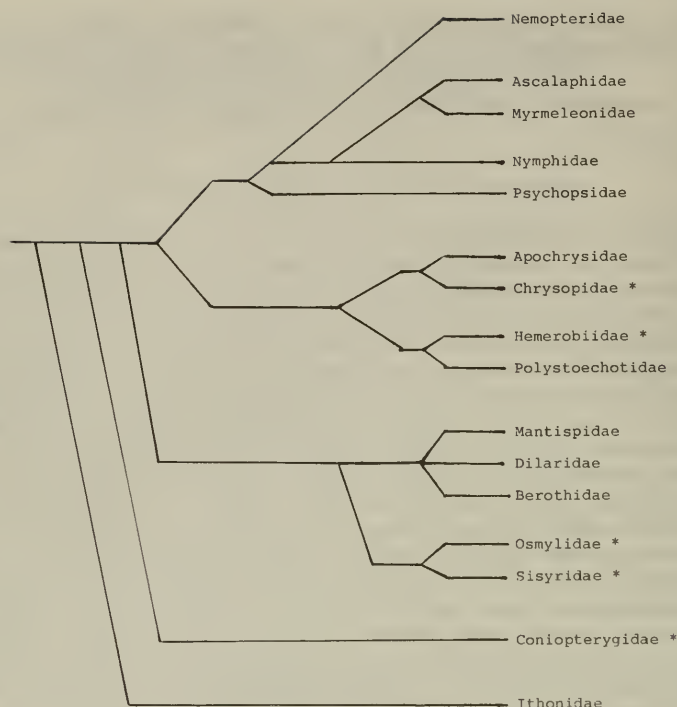 Nemopteridae
Ascalaphidae
Myrmeleonidae
Nymphidae
Psychopsidae
Apochrysidae
Chrysopidae *
Hemerobiidae *
Polystoechotidae
Mantispidae
Dilaridae
Berothidae
Osmylidae *
Sisyridae *
Coniopterygidae *
Ithonidae